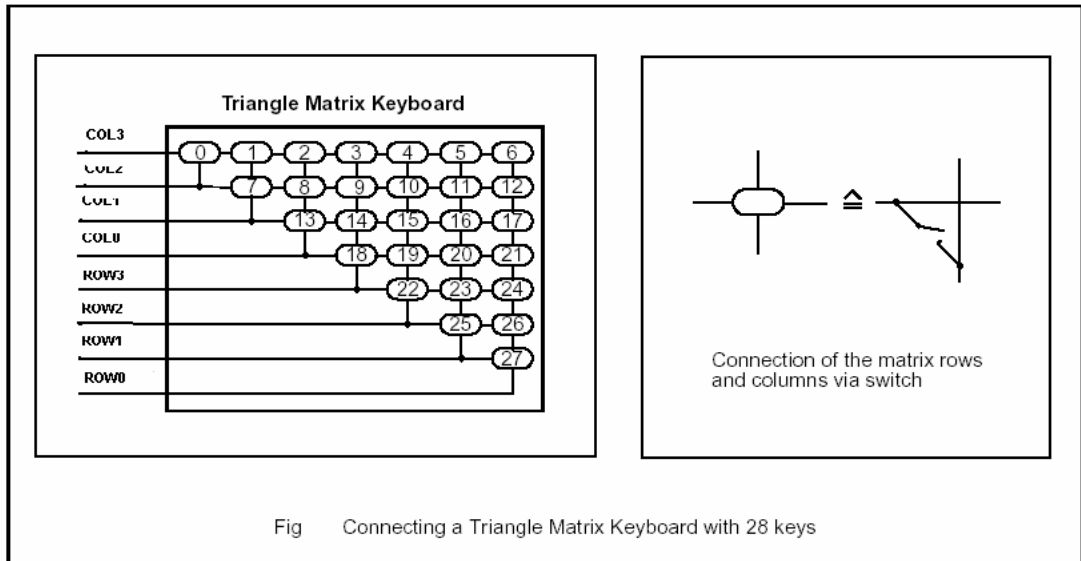 Triangle Matrix Keyboard
COL3
0 1 2 3 4 5 6
COL2
7 8 9 10 11 12
COL1
13 14 15 16 17
COL0
18 19 20 21
ROW3
22 23 24
ROW2
25 26
ROW1
27
ROW0
≙
Connection of the matrix rows
and columns via switch
Fig Connecting a Triangle Matrix Keyboard with 28 keys